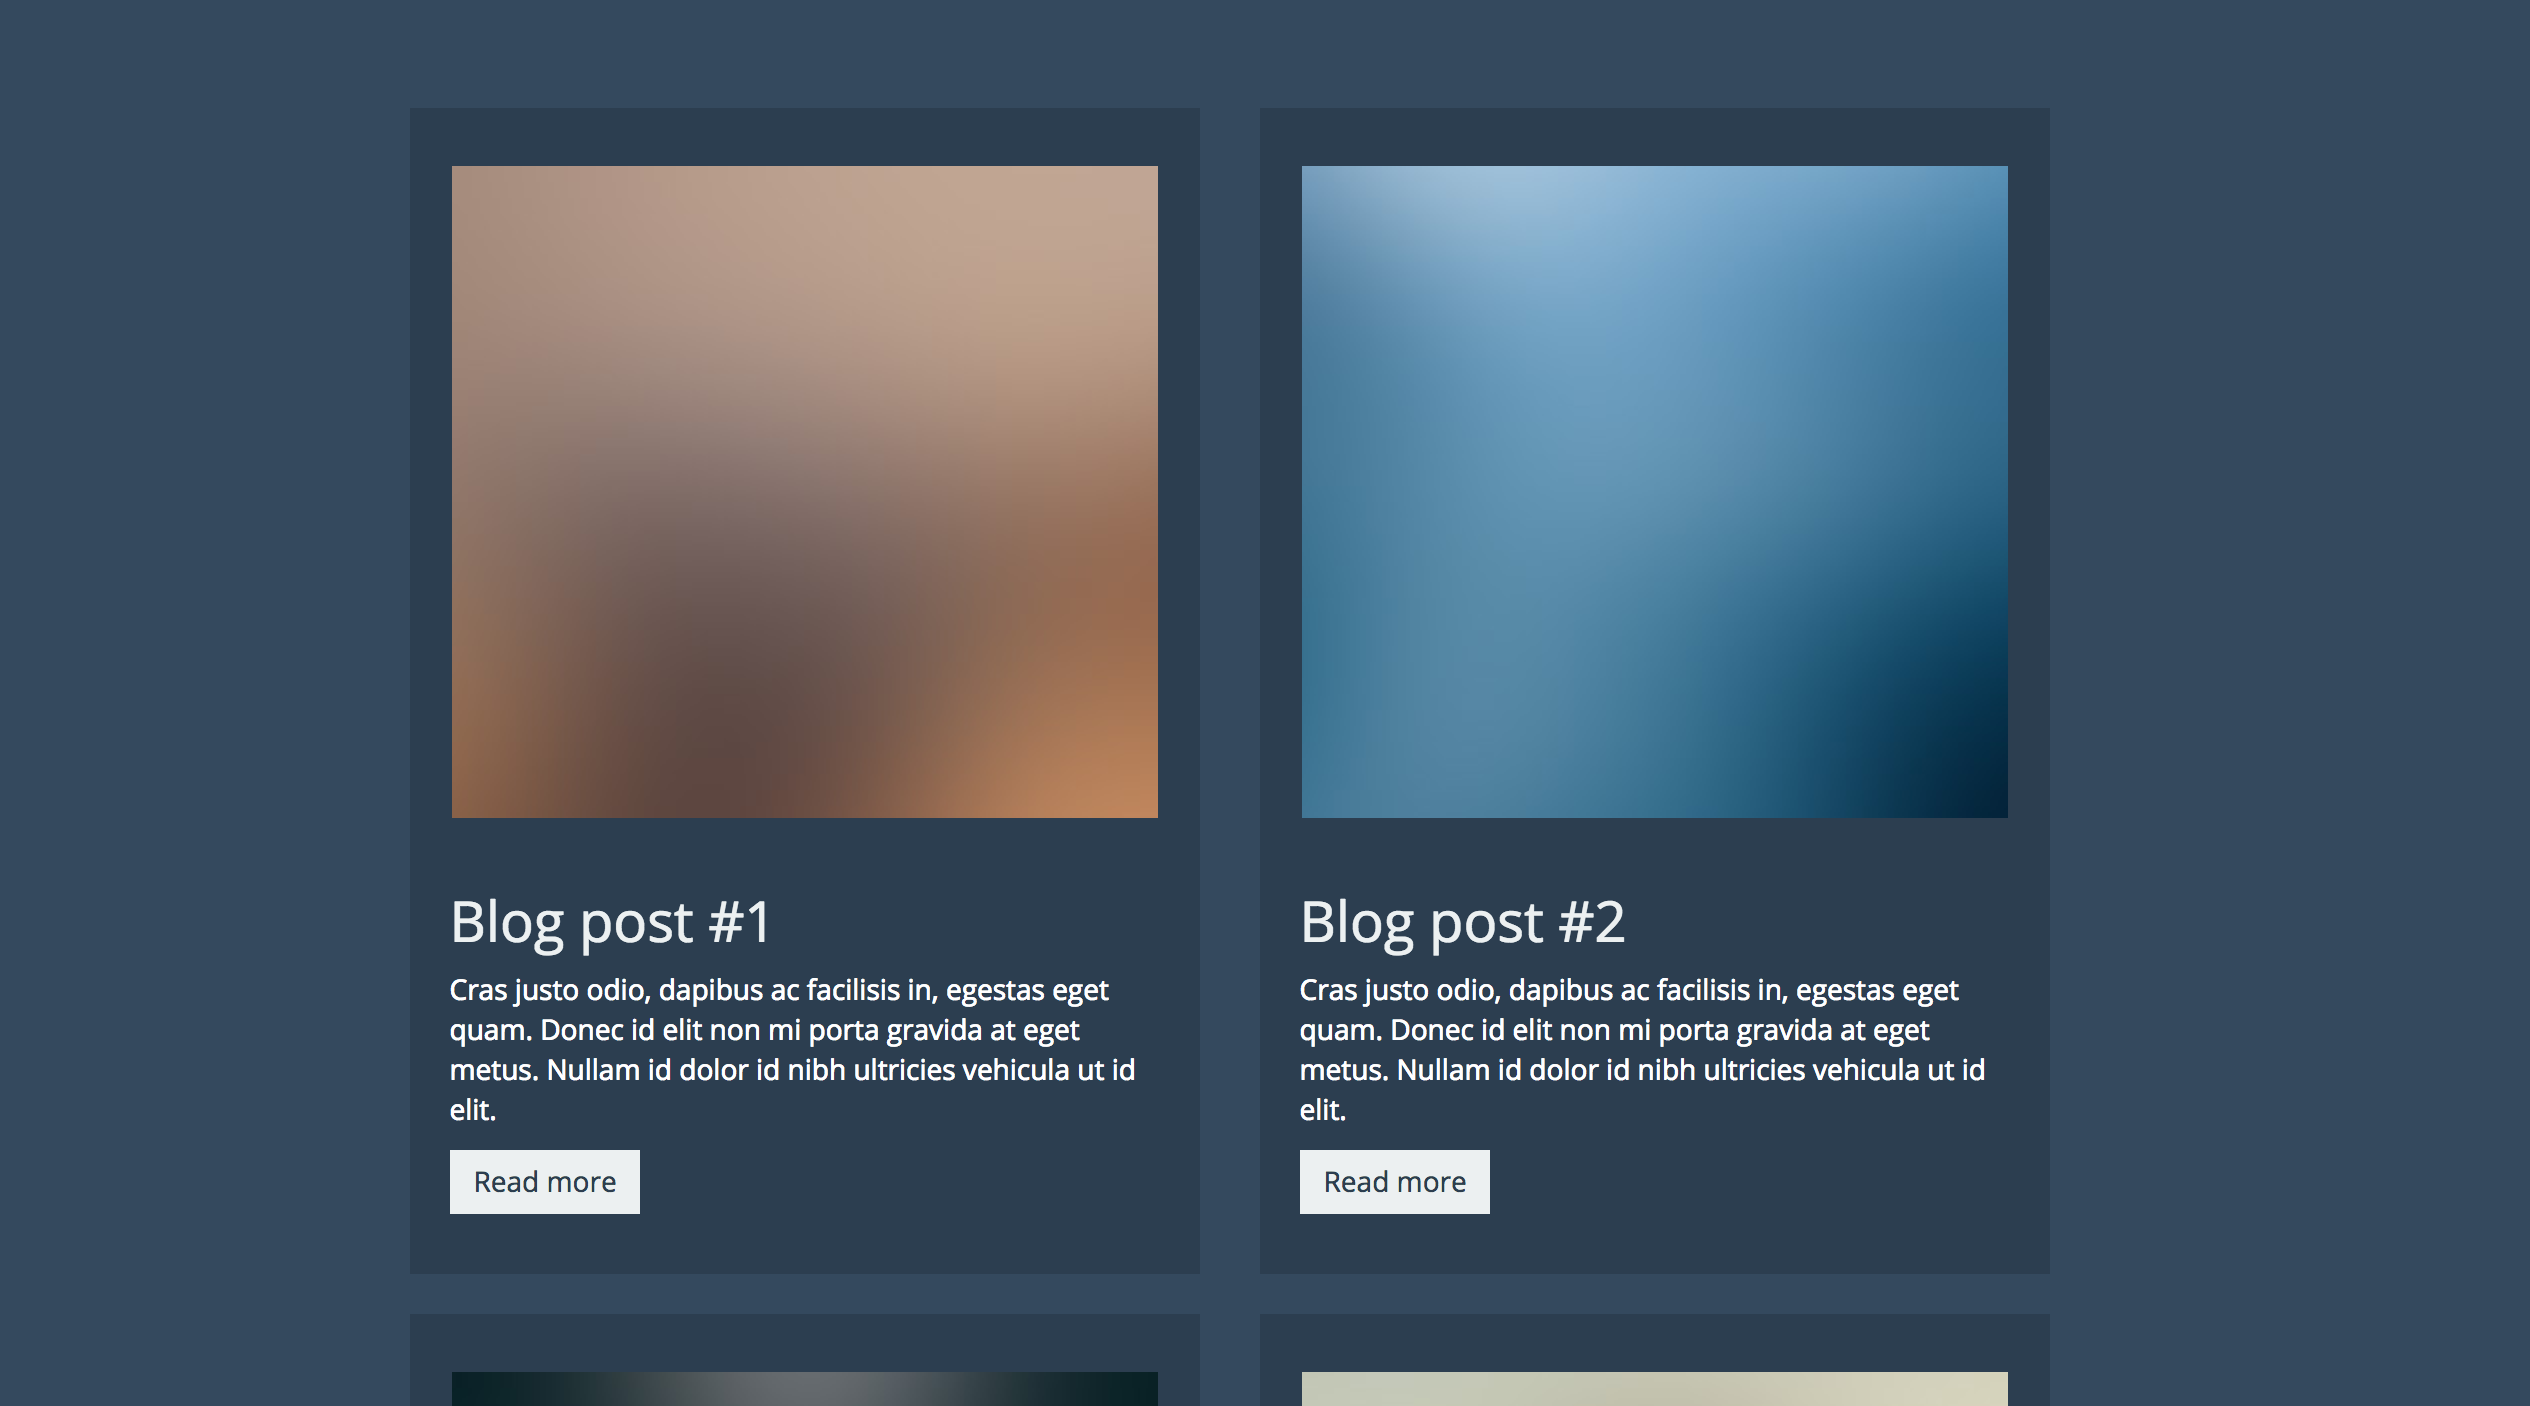 Blog post #1
Cras justo odio, dapibus ac facilisis in, egestas eget
quam. Donec id elit non mi porta gravida at eget
metus. Nullam id dolor id nibh ultricies vehicula ut id
elit.
Read more
Blog post #2
Cras justo odio, dapibus ac facilisis in, egestas eget
quam. Donec id elit non mi porta gravida at eget
metus. Nullam id dolor id nibh ultricies vehicula ut id
elit.
Read more